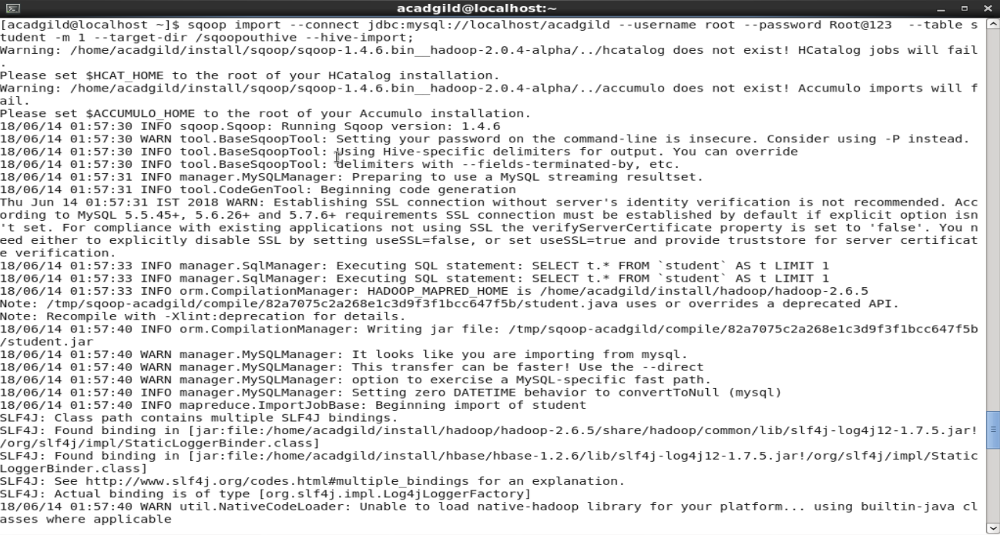 acadgild@localhost:~
[acadgild@localhost ~]$ sqoop import --connect jdbc:mysql://localhost/acadgild --username root --password Root@123  --table s
tudent -m 1 --target-dir /sqoopouthive --hive-import;
Warning: /home/acadgild/install/sqoop/sqoop-1.4.6.bin__hadoop-2.0.4-alpha/../hcatalog does not exist! HCatalog jobs will fail
.
Please set $HCAT_HOME to the root of your HCatalog installation.
Warning: /home/acadgild/install/sqoop/sqoop-1.4.6.bin__hadoop-2.0.4-alpha/../accumulo does not exist! Accumulo imports will f
ail.
Please set $ACCUMULO_HOME to the root of your Accumulo installation.
18/06/14 01:57:30 INFO sqoop.Sqoop: Running Sqoop version: 1.4.6
18/06/14 01:57:30 WARN tool.BaseSqoopTool: Setting your password on the command-line is insecure. Consider using -P instead.
18/06/14 01:57:30 INFO tool.BaseSqoopTool: Using Hive-specific delimiters for output. You can override
18/06/14 01:57:30 INFO tool.BaseSqoopTool: delimiters with --fields-terminated-by, etc.
18/06/14 01:57:31 INFO manager.MySQLManager: Preparing to use a MySQL streaming resultset.
18/06/14 01:57:31 INFO tool.CodeGenTool: Beginning code generation
Thu Jun 14 01:57:31 IST 2018 WARN: Establishing SSL connection without server's identity verification is not recommended. Acc
ording to MySQL 5.5.45+, 5.6.26+ and 5.7.6+ requirements SSL connection must be established by default if explicit option isn
't set. For compliance with existing applications not using SSL the verifyServerCertificate property is set to 'false'. You n
eed either to explicitly disable SSL by setting useSSL=false, or set useSSL=true and provide truststore for server certificat
e verification.
18/06/14 01:57:33 INFO manager.SqlManager: Executing SQL statement: SELECT t.* FROM `student` AS t LIMIT 1
18/06/14 01:57:33 INFO manager.SqlManager: Executing SQL statement: SELECT t.* FROM `student` AS t LIMIT 1
18/06/14 01:57:33 INFO orm.CompilationManager: HADOOP_MAPRED_HOME is /home/acadgild/install/hadoop/hadoop-2.6.5
Note: /tmp/sqoop-acadgild/compile/82a7075c2a268e1c3d9f3f1bcc647f5b/student.java uses or overrides a deprecated API.
Note: Recompile with -Xlint:deprecation for details.
18/06/14 01:57:40 INFO orm.CompilationManager: Writing jar file: /tmp/sqoop-acadgild/compile/82a7075c2a268e1c3d9f3f1bcc647f5b
/student.jar
18/06/14 01:57:40 WARN manager.MySQLManager: It looks like you are importing from mysql.
18/06/14 01:57:40 WARN manager.MySQLManager: This transfer can be faster! Use the --direct
18/06/14 01:57:40 WARN manager.MySQLManager: option to exercise a MySQL-specific fast path.
18/06/14 01:57:40 INFO manager.MySQLManager: Setting zero DATETIME behavior to convertToNull (mysql)
18/06/14 01:57:40 INFO mapreduce.ImportJobBase: Beginning import of student
SLF4J: Class path contains multiple SLF4J bindings.
SLF4J: Found binding in [jar:file:/home/acadgild/install/hadoop/hadoop-2.6.5/share/hadoop/common/lib/slf4j-log4j12-1.7.5.jar!
/org/slf4j/impl/StaticLoggerBinder.class]
SLF4J: Found binding in [jar:file:/home/acadgild/install/hbase/hbase-1.2.6/lib/slf4j-log4j12-1.7.5.jar!/org/slf4j/impl/Static
LoggerBinder.class]
SLF4J: See http://www.slf4j.org/codes.html#multiple_bindings for an explanation.
SLF4J: Actual binding is of type [org.slf4j.impl.Log4jLoggerFactory]
18/06/14 01:57:40 WARN util.NativeCodeLoader: Unable to load native-hadoop library for your platform... using builtin-java cl
asses where applicable